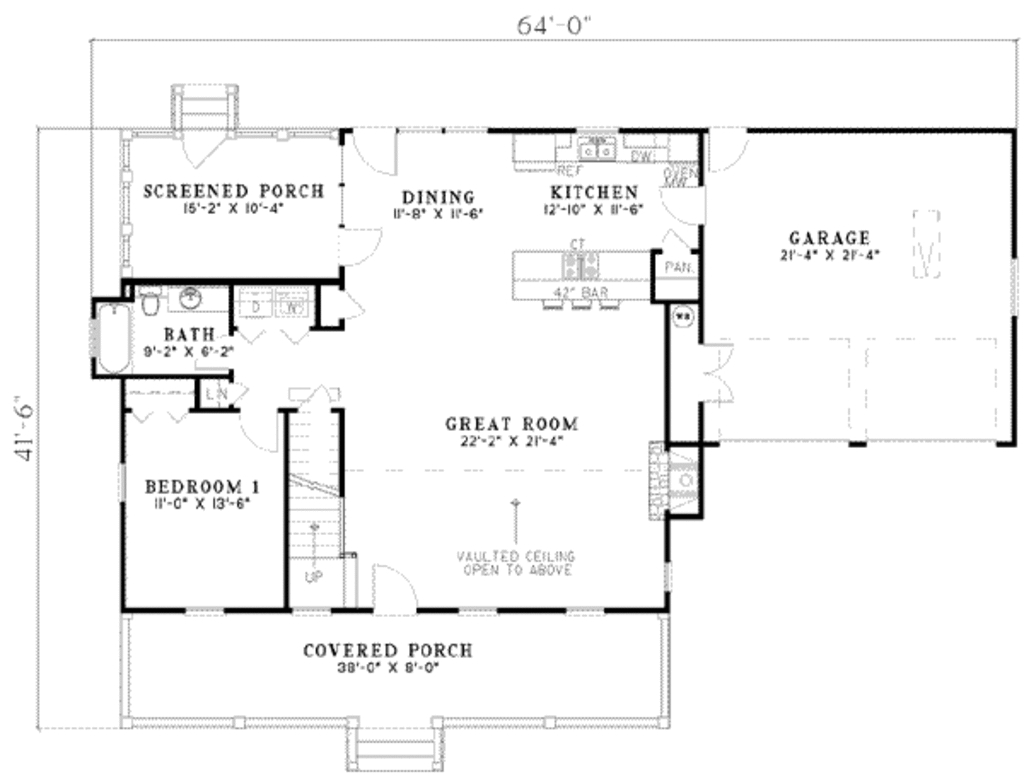 64'-0"
SCREENED PORCH
15'-2" X 10'-4"
DINING
11'-8" X 11'-6"
REF
DW
OVEN
MW
KITCHEN
12'-10" X 11'-6"
GARAGE
21'-4" X 21'-4"
CT
PAN.
42" BAR
D
WS
WH
BATH
9'-2" X 6'-2"
LIN
41'-6"
GREAT ROOM
22'-2" X 21'-4"
BEDROOM 1
11'-0" X 13'-6"
VAULTED CEILING
OPEN TO ABOVE
UP
COVERED PORCH
38'-0" X 8'-0"